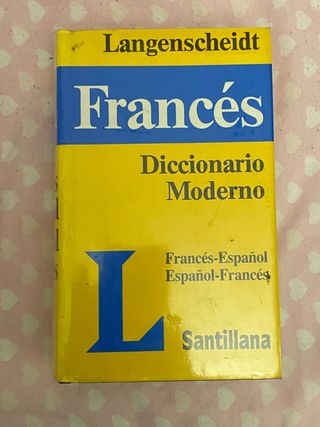 Langenscheidt
Francés
Diccionario
Moderno
Francés-Español
Español-Francés
L
Santillana